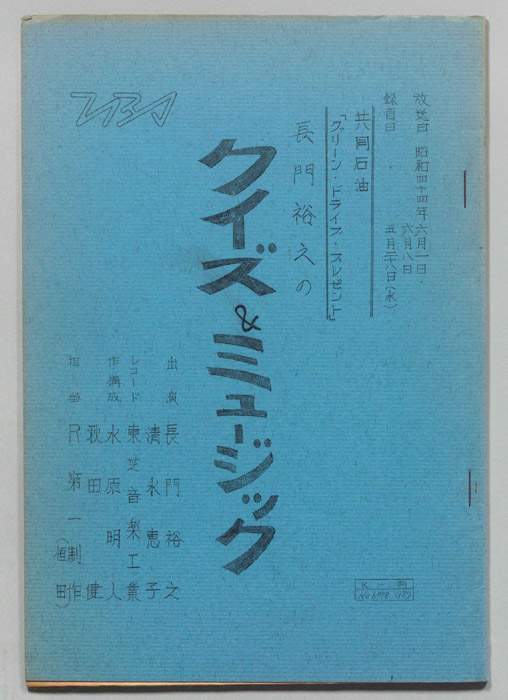 放送日 昭和四十四年六月一日・
六月八日
録音日・五月二十八日(水)
共同石油
「グリーン・ドライブ・プレゼント」
長門裕之の
クイズ&ミュージック
出演 長門裕之
清水恵子
レコード 東芝音楽工業
作構成 水原明人
秋田健
担当 R第一制作
(垣田)